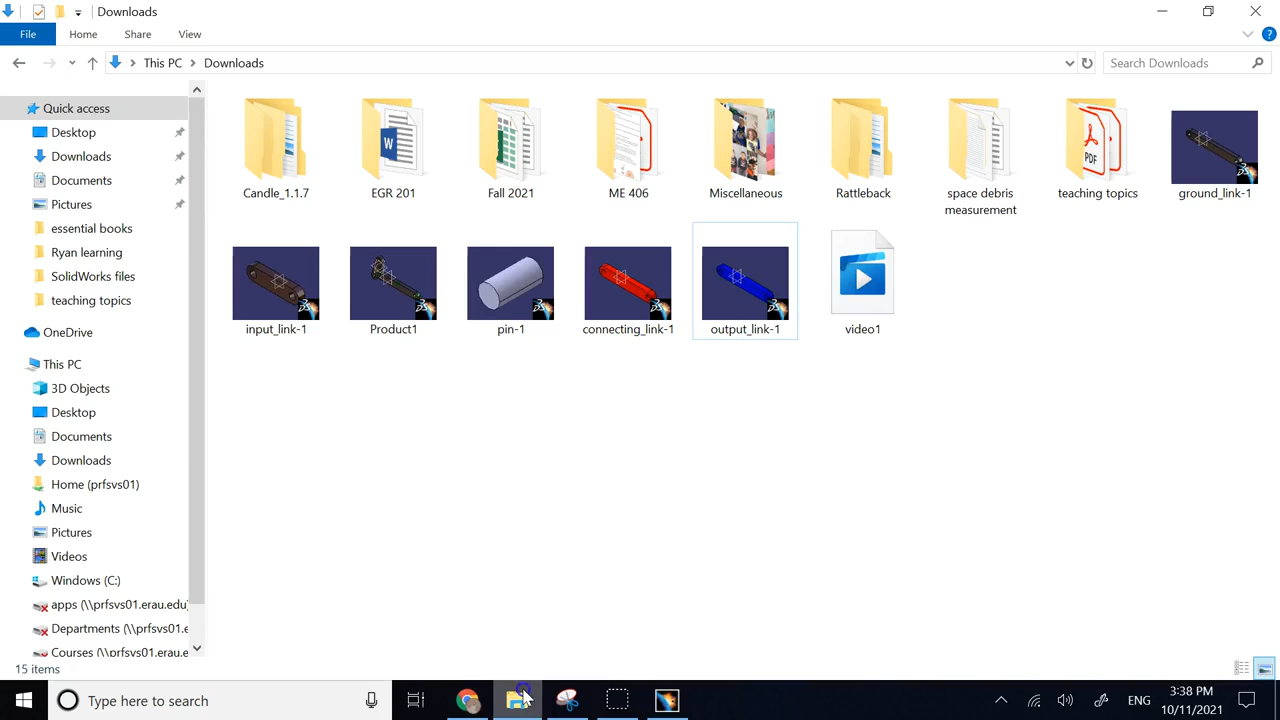 Downloads
File
Home
Share
View
This PC
Downloads
Search Downloads
Quick access
Desktop
Downloads
Documents
Pictures
essential books
Ryan learning
SolidWorks files
teaching topics
OneDrive
This PC
3D Objects
Desktop
Documents
Downloads
Home (prfsvs01)
Music
Pictures
Videos
Windows (C:)
apps (\\prfsvs01.erau.edu)
Departments (\\prfsvs01.e
Courses (\\prfsvs01.erau.e
Candle_1.1.7
EGR 201
Fall 2021
ME 406
Miscellaneous
Rattleback
space debris
measurement
teaching topics
ground_link-1
input_link-1
Product1
pin-1
connecting_link-1
output_link-1
video1
W
PDF
15 items
Type here to search
ENG
3:38 PM
10/11/2021